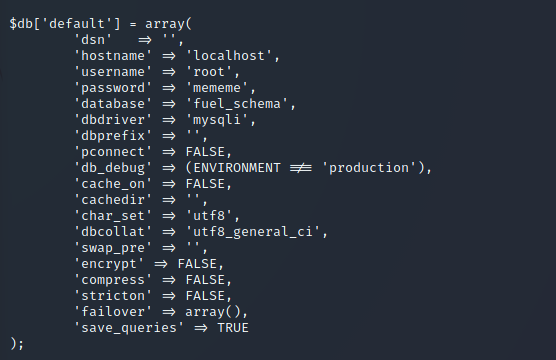 $db['default'] = array(
        'dsn'   => '',
        'hostname' => 'localhost',
        'username' => 'root',
        'password' => 'mememe',
        'database' => 'fuel_schema',
        'dbdriver' => 'mysqli',
        'dbprefix' => '',
        'pconnect' => FALSE,
        'db_debug' => (ENVIRONMENT !== 'production'),
        'cache_on' => FALSE,
        'cachedir' => '',
        'char_set' => 'utf8',
        'dbcollat' => 'utf8_general_ci',
        'swap_pre' => '',
        'encrypt' => FALSE,
        'compress' => FALSE,
        'stricton' => FALSE,
        'failover' => array(),
        'save_queries' => TRUE
);